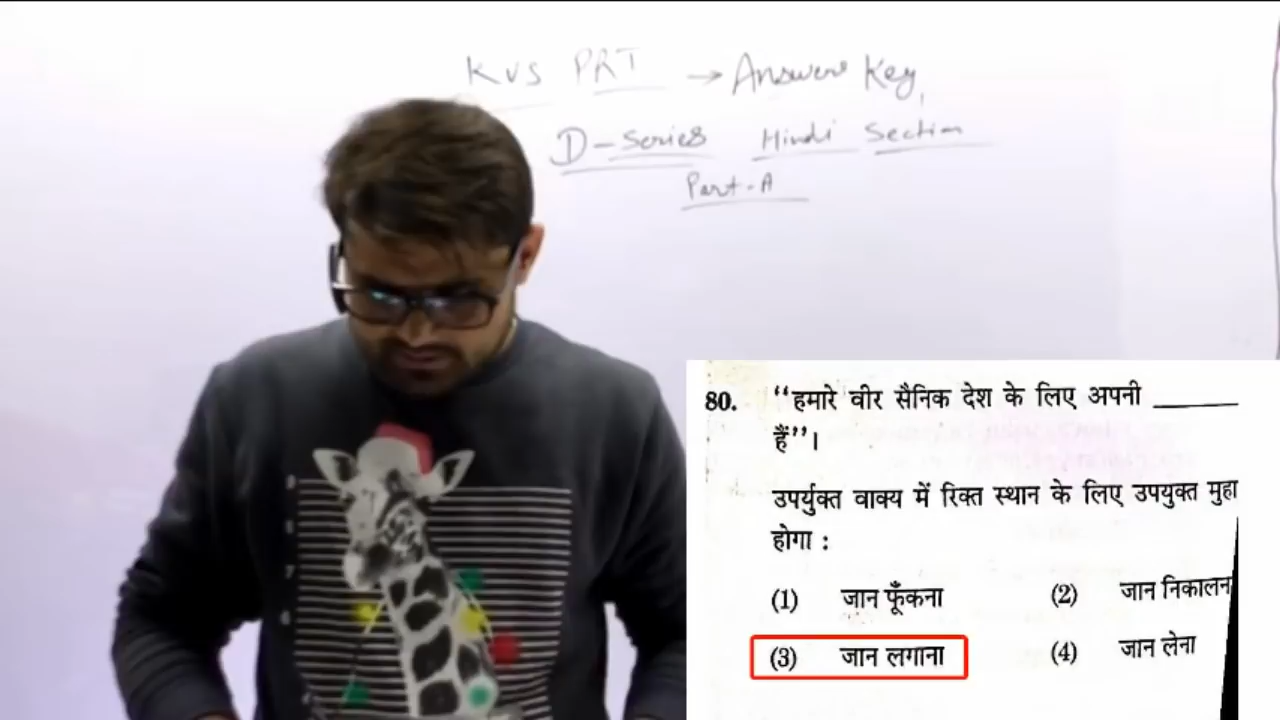 KVS PRT → Answer Key
D-Series Hindi Section
Part-A
80. “हमारे वीर सैनिक देश के लिए अपनी ______
हैं”।
उपर्युक्त वाक्य में रिक्त स्थान के लिए उपयुक्त मुहा
होगा :
(1) जान फूँकना (2) जान निकालन
(3) जान लगाना (4) जान लेना